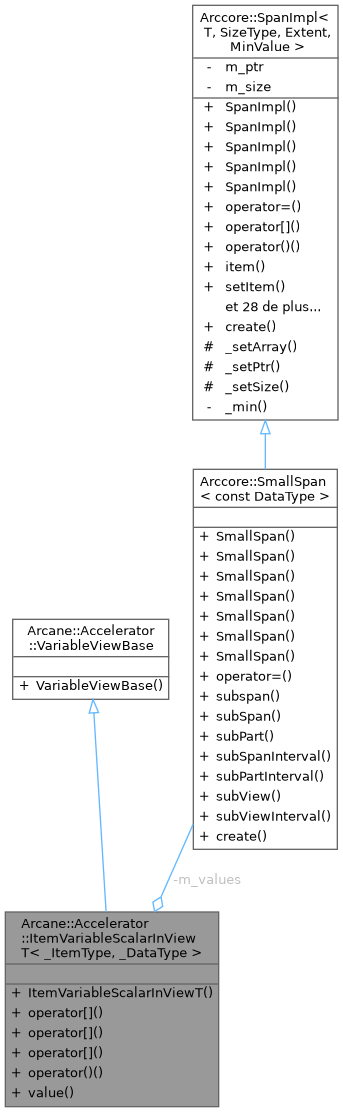 Arccore::SpanImpl<
T, SizeType, Extent,
MinValue >
- m_ptr
- m_size
+ SpanImpl()
+ SpanImpl()
+ SpanImpl()
+ SpanImpl()
+ SpanImpl()
+ operator=()
+ operator[]()
+ operator()()
+ item()
+ setItem()
et 28 de plus...
+ create()
# _setArray()
# _setPtr()
# _setSize()
- _min()
Arccore::SmallSpan
< const DataType >
+ SmallSpan()
+ SmallSpan()
+ SmallSpan()
+ SmallSpan()
+ SmallSpan()
+ SmallSpan()
+ SmallSpan()
+ operator=()
+ subspan()
+ subSpan()
+ subPart()
+ subSpanInterval()
+ subPartInterval()
+ subView()
+ subViewInterval()
+ create()
Arcane::Accelerator
::VariableViewBase
+ VariableViewBase()
-m_values
Arcane::Accelerator
::ItemVariableScalarInView
T< _ItemType, _DataType >
+ ItemVariableScalarInViewT()
+ operator[]()
+ operator[]()
+ operator[]()
+ operator()()
+ value()